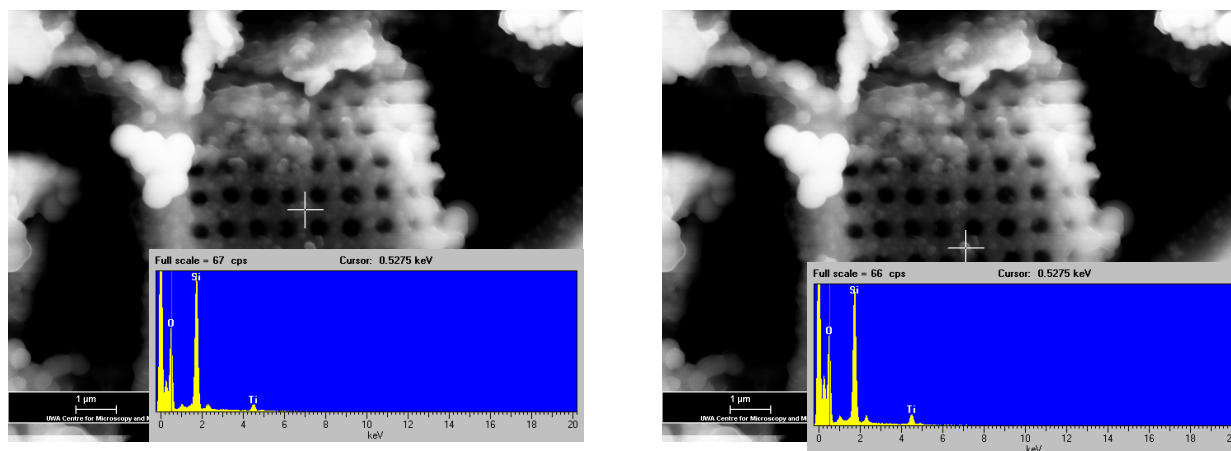 Full scale = 67 cps Cursor: 0.5275 keV
Si
O
Ti
0 2 4 6 8 10 12 14 16 18 20
keV
1 µm
UWA Centre for Microscopy and M
Full scale = 66 cps Cursor: 0.5275 keV
Si
O
Ti
0 2 4 6 8 10 12 14 16 18
keV
1 µm
UWA Centre for Microscopy and M